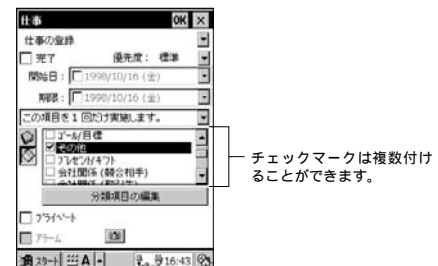 仕事 OK ×
仕事の登録
完了 優先度： 標準
開始日： 1998/10/16 (金)
期限： 1998/10/16 (金)
この項目を１回だけ実施します。
ｺﾞｰﾙ/目標
その他
ﾌﾟﾚｾﾞﾝﾄ/ｷﾞﾌﾄ
会社関係 (競合相手)
チェックマークは複数付け
ることができます。
分類項目の編集
ﾌﾟﾗｲﾍﾞｰﾄ
ｱﾗｰﾑ
ｽﾀｰﾄ A 16:43